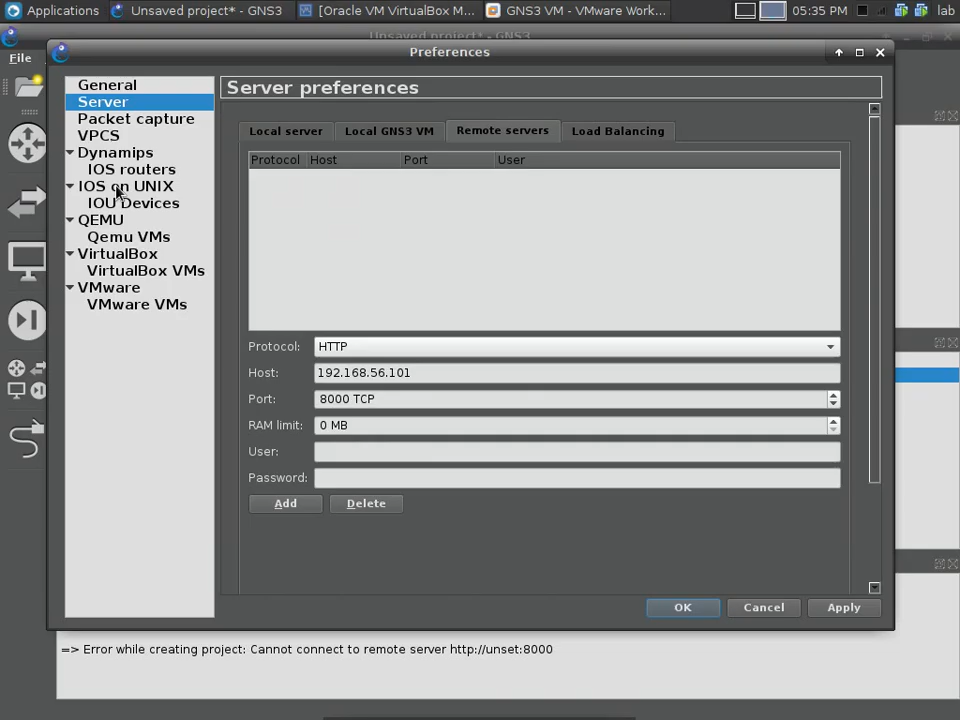 Applications
Unsaved project* - GNS3
[Oracle VM VirtualBox M...
GNS3 VM - VMware Work...
05:35 PM
lab
Unsaved project* - GNS3
File
Preferences
General
Server
Packet capture
VPCS
Dynamips
IOS routers
IOS on UNIX
IOU Devices
QEMU
Qemu VMs
VirtualBox
VirtualBox VMs
VMware
VMware VMs
Server preferences
Local server
Local GNS3 VM
Remote servers
Load Balancing
Protocol Host Port User
Protocol: HTTP
Host: 192.168.56.101
Port: 8000 TCP
RAM limit: 0 MB
User:
Password:
Add
Delete
OK
Cancel
Apply
=> Error while creating project: Cannot connect to remote server http://unset:8000